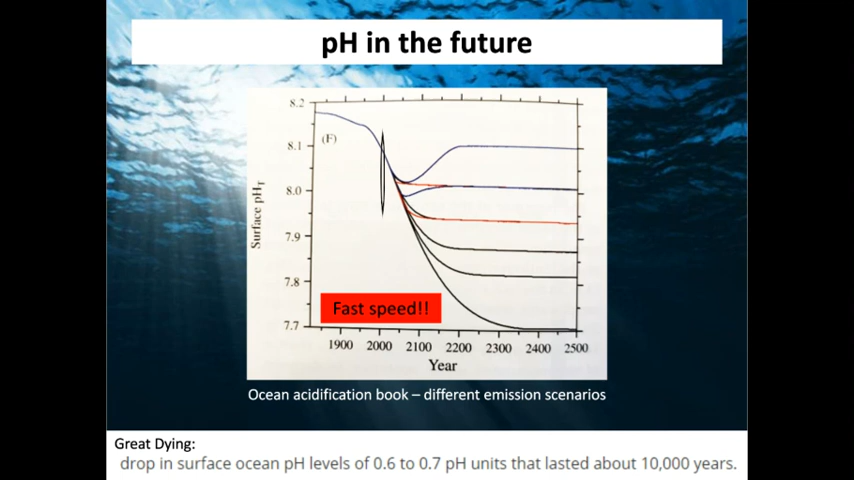 pH in the future
8.2
8.1
8.0
7.9
7.8
7.7
(F)
Surface pHT
Fast speed!!
1900 2000 2100 2200 2300 2400 2500
Year
Ocean acidification book – different emission scenarios
Great Dying:
drop in surface ocean pH levels of 0.6 to 0.7 pH units that lasted about 10,000 years.